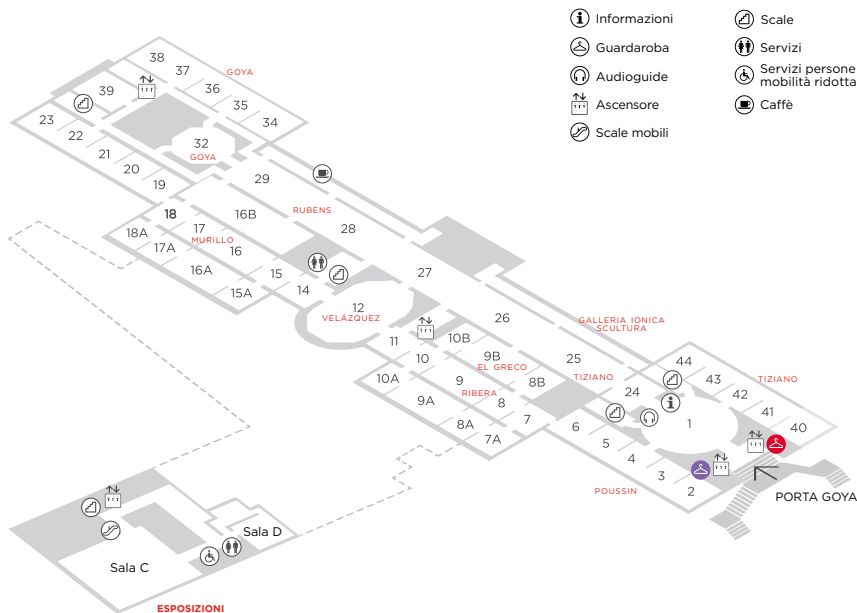 Informazioni
Guardaroba
Audioguide
Ascensore
Scale mobili
Scale
Servizi
Servizi persone
mobilità ridotta
Caffè
38
37
GOYA
36
39
35
34
23
22
32
GOYA
21
20
19
29
18
16B
RUBENS
28
18A
17
MURILLO
17A
16
16A
15
27
15A
14
12
VELÁZQUEZ
26
GALLERIA IONICA
SCULTURA
11
10B
9B
EL GRECO
25
44
43
TIZIANO
10
10A
9
8B
TIZIANO
24
42
RIBERA
9A
8
41
8A
7
6
1
40
7A
5
4
3
2
POUSSIN
PORTA GOYA
Sala D
Sala C
ESPOSIZIONI